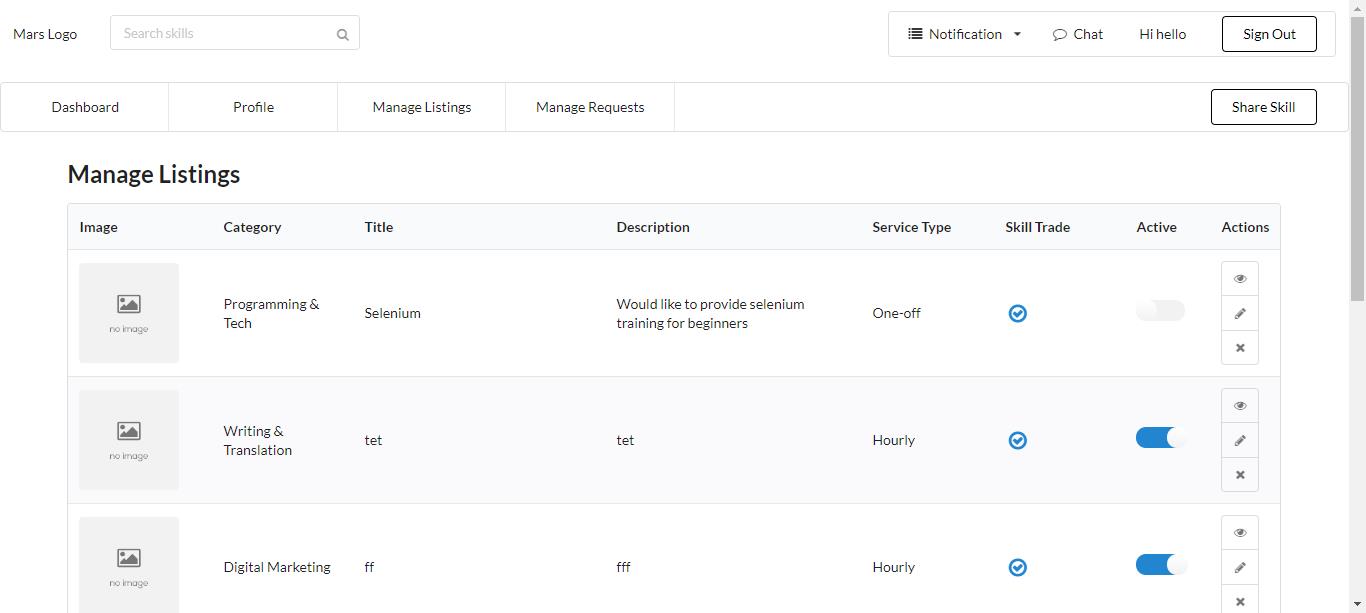 Mars Logo
Search skills
Notification
Chat
Hi hello
Sign Out
Dashboard
Profile
Manage Listings
Manage Requests
Share Skill
Manage Listings
Image Category Title Description Service Type Skill Trade Active Actions
no image
Programming &
Tech
Selenium
Would like to provide selenium
training for beginners
One-off
no image
Writing &
Translation
tet
tet
Hourly
no image
Digital Marketing
ff
fff
Hourly